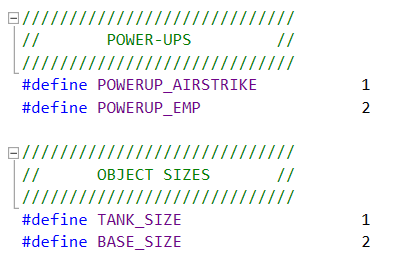 /////////////////////////////
//       POWER-UPS         //
/////////////////////////////
#define POWERUP_AIRSTRIKE           1
#define POWERUP_EMP                 2

/////////////////////////////
//      OBJECT SIZES       //
/////////////////////////////
#define TANK_SIZE                   1
#define BASE_SIZE                   2